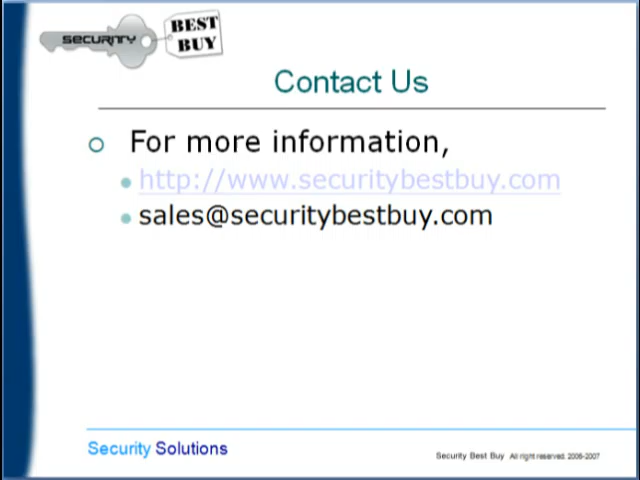 SECURITY
BEST
BUY
Contact Us
For more information,
http://www.securitybestbuy.com
sales@securitybestbuy.com
Security Solutions
Security Best Buy All right reserved. 2006-2007